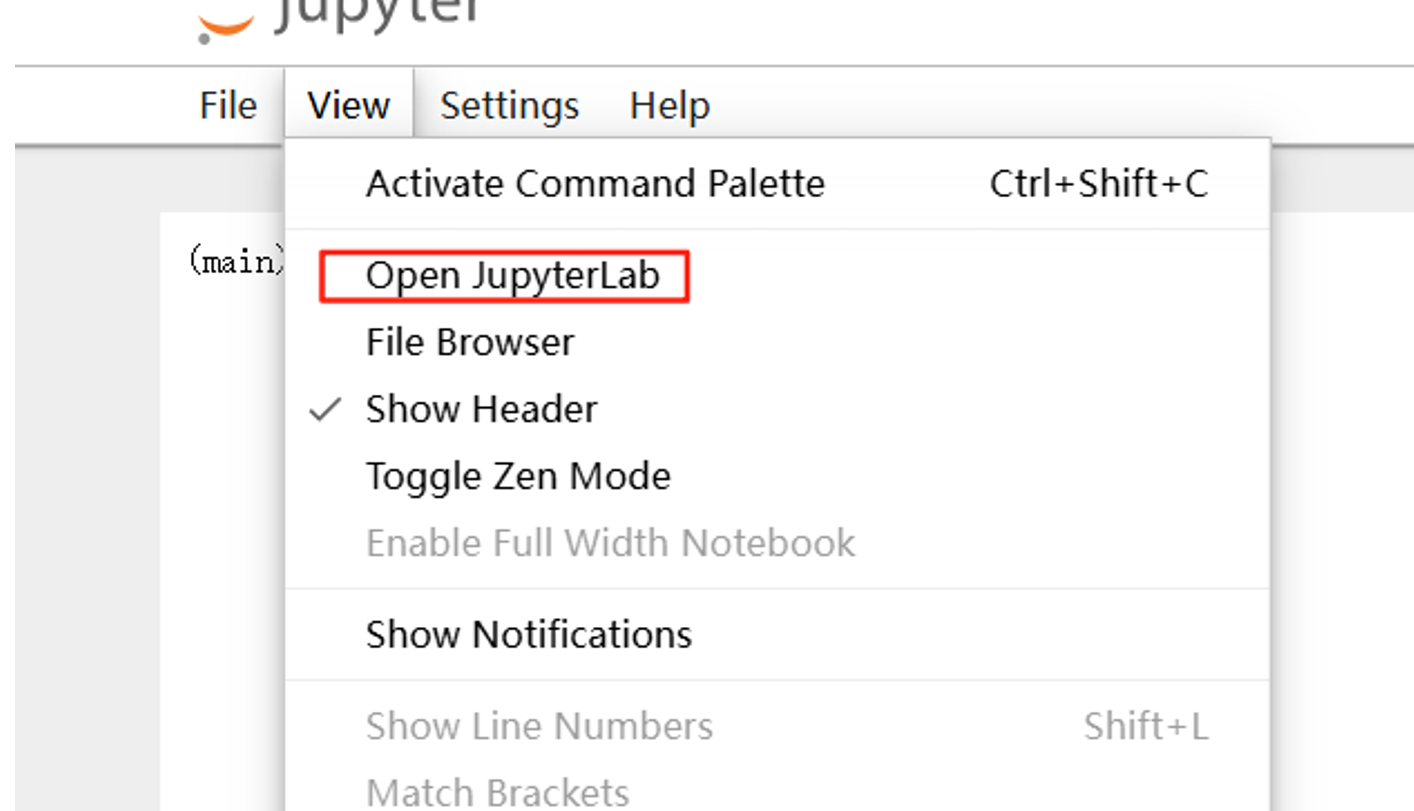 jupyter
File View Settings Help
Activate Command Palette Ctrl+Shift+C
(main)
Open JupyterLab
File Browser
Show Header
Toggle Zen Mode
Enable Full Width Notebook
Show Notifications
Show Line Numbers Shift+L
Match Brackets